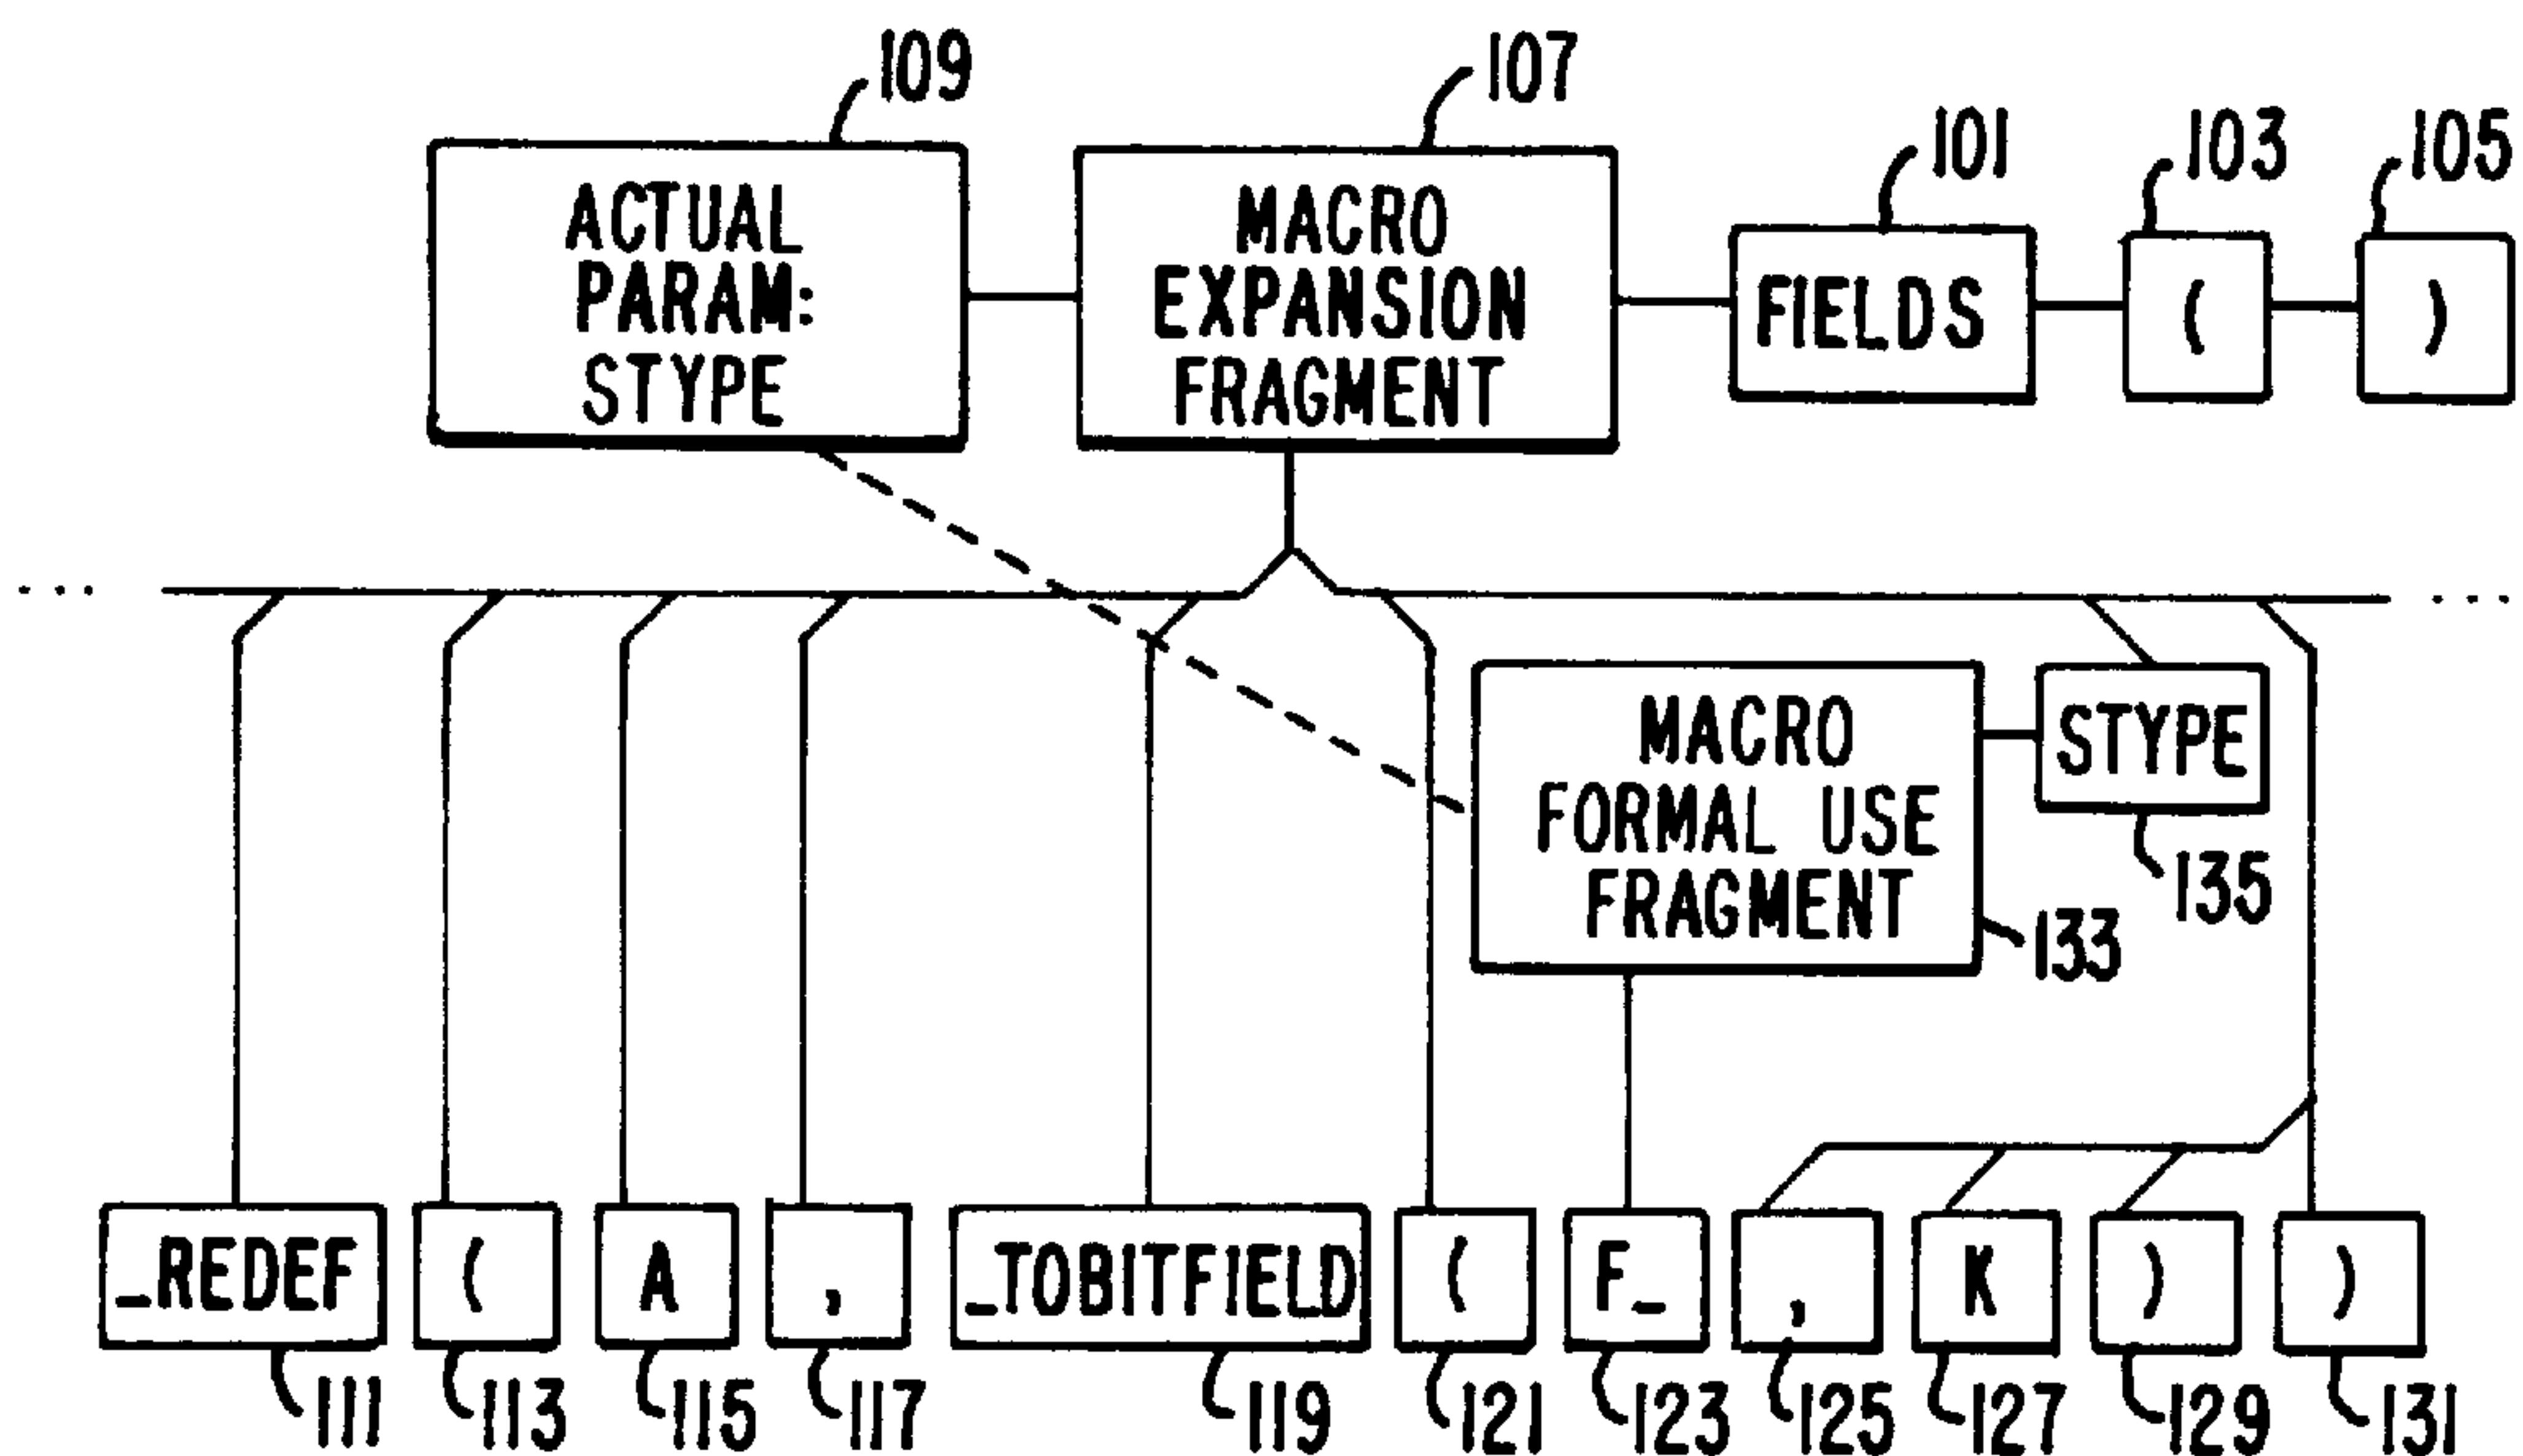 109
107
101
103
105
ACTUAL
PARAM:
STYPE
MACRO
EXPANSION
FRAGMENT
FIELDS
(
)
...
...
MACRO
FORMAL USE
FRAGMENT
STYPE
135
133
_REDEF
(
A
,
_TOBITFIELD
(
F_
,
K
)
)
111
113
115
117
119
121
123
125
127
129
131